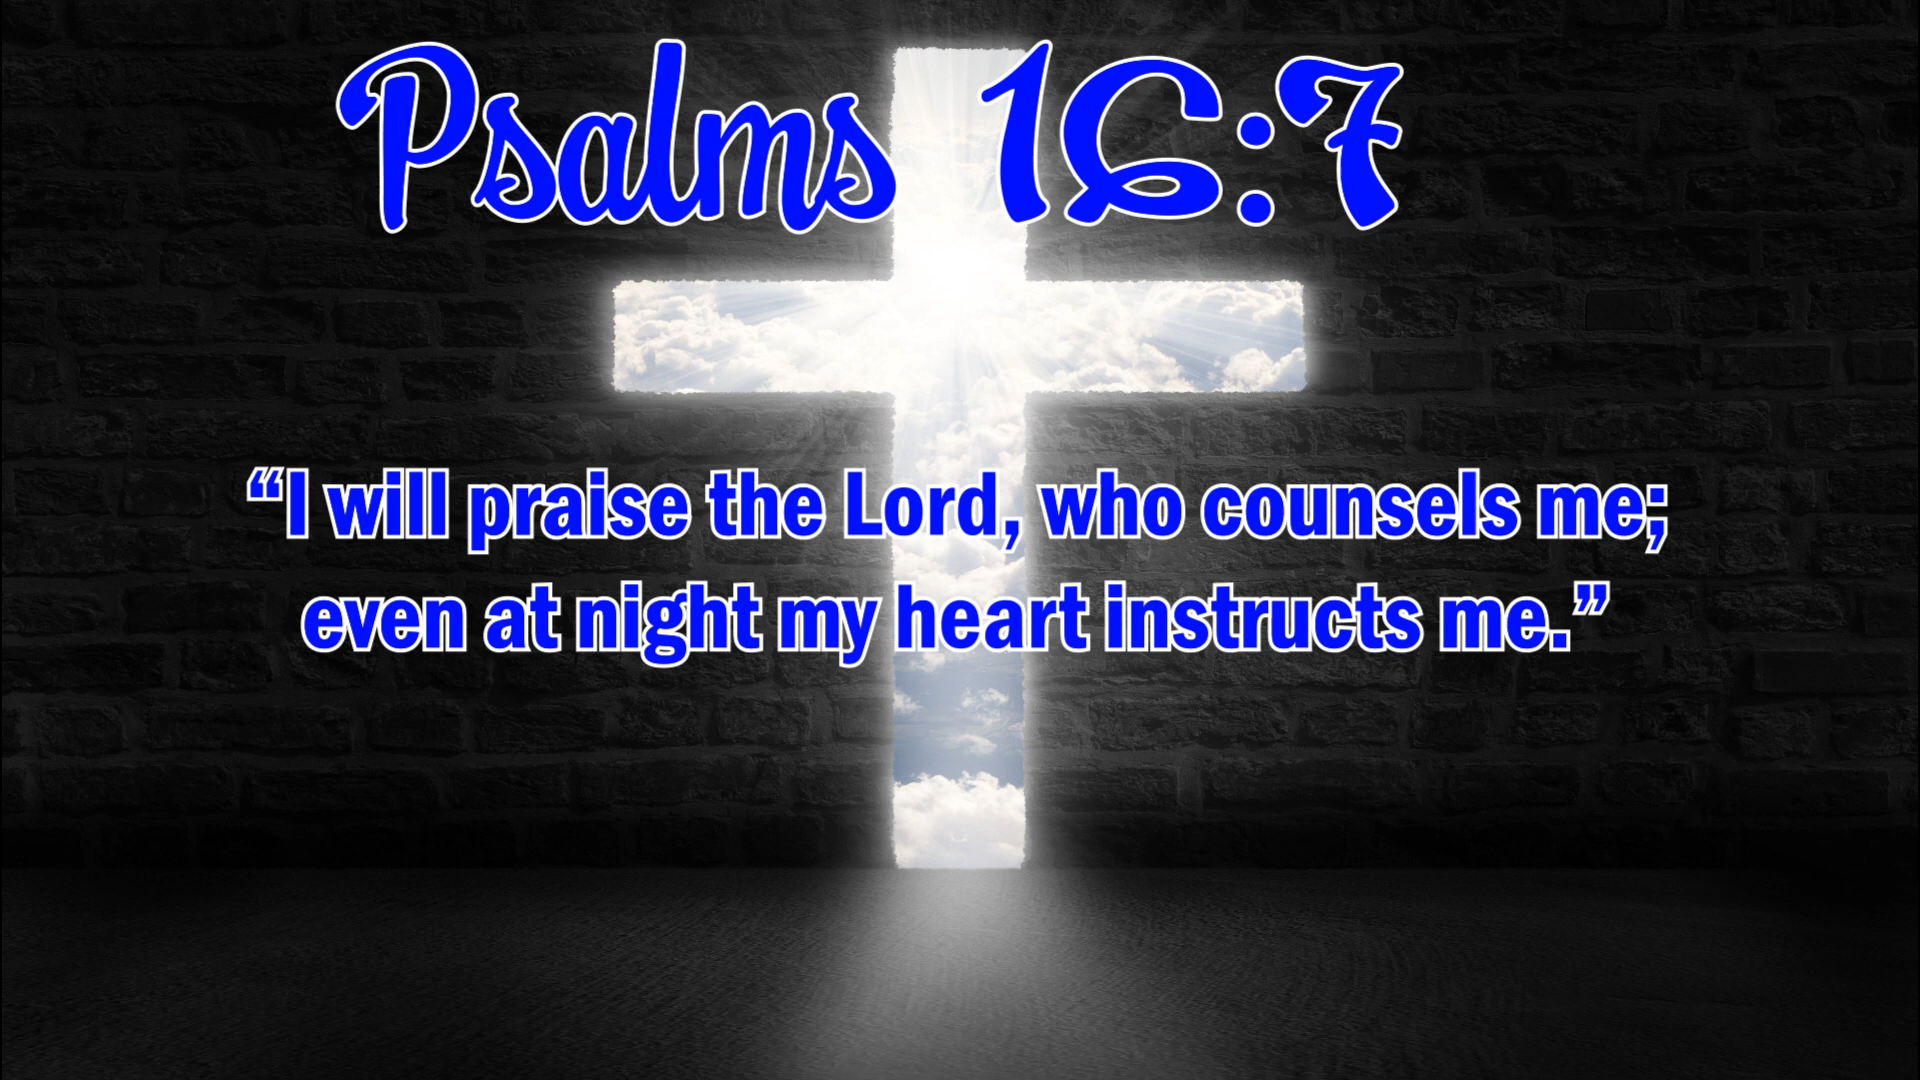 Psalms 16:7
“I will praise the Lord, who counsels me;
even at night my heart instructs me.”